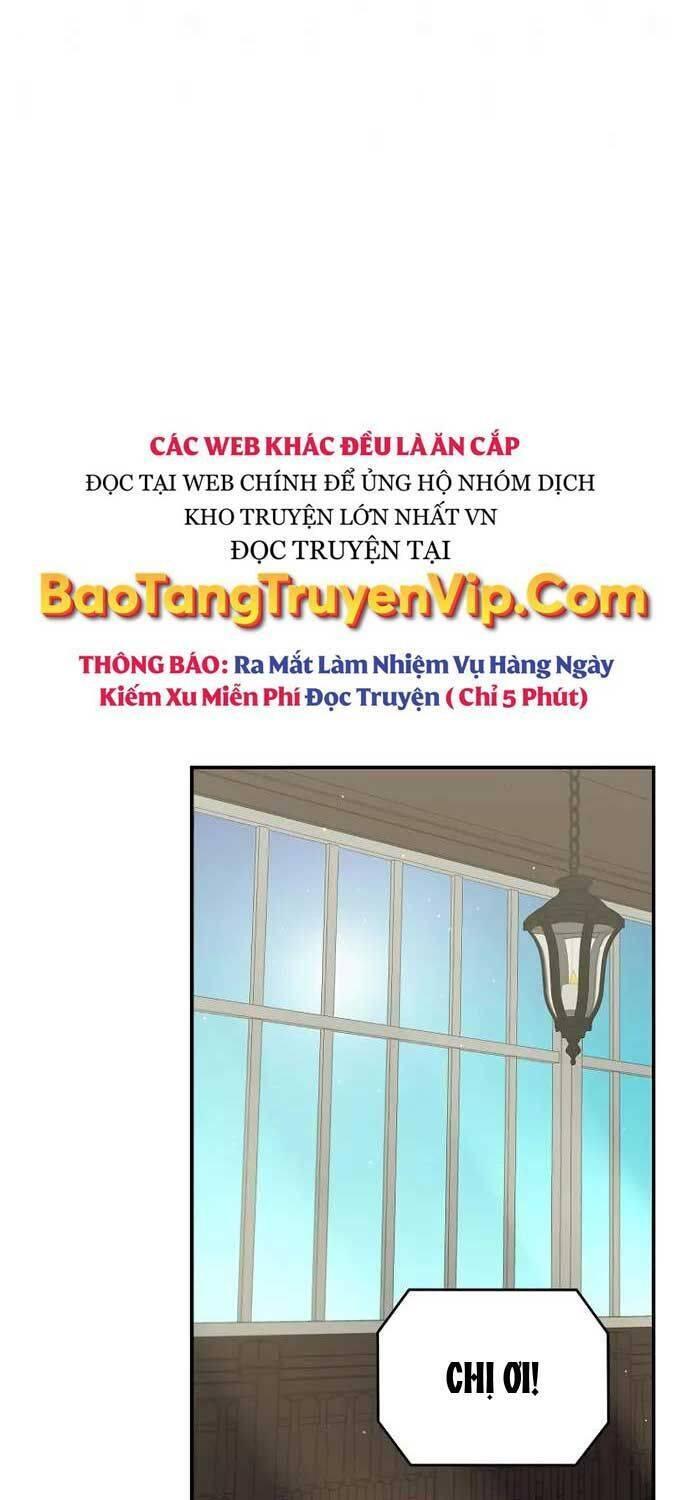 CÁC WEB KHÁC ĐỀU LÀ ĂN CẮP
ĐỌC TẠI WEB CHÍNH ĐỂ ỦNG HỘ NHÓM DỊCH
KHO TRUYỆN LỚN NHẤT VN
ĐỌC TRUYỆN TẠI
BaoTangTruyenVip.Com
THÔNG BÁO: Ra Mắt Làm Nhiệm Vụ Hàng Ngày
Kiếm Xu Miễn Phí Đọc Truyện ( Chỉ 5 Phút)
CHỊ ƠI!